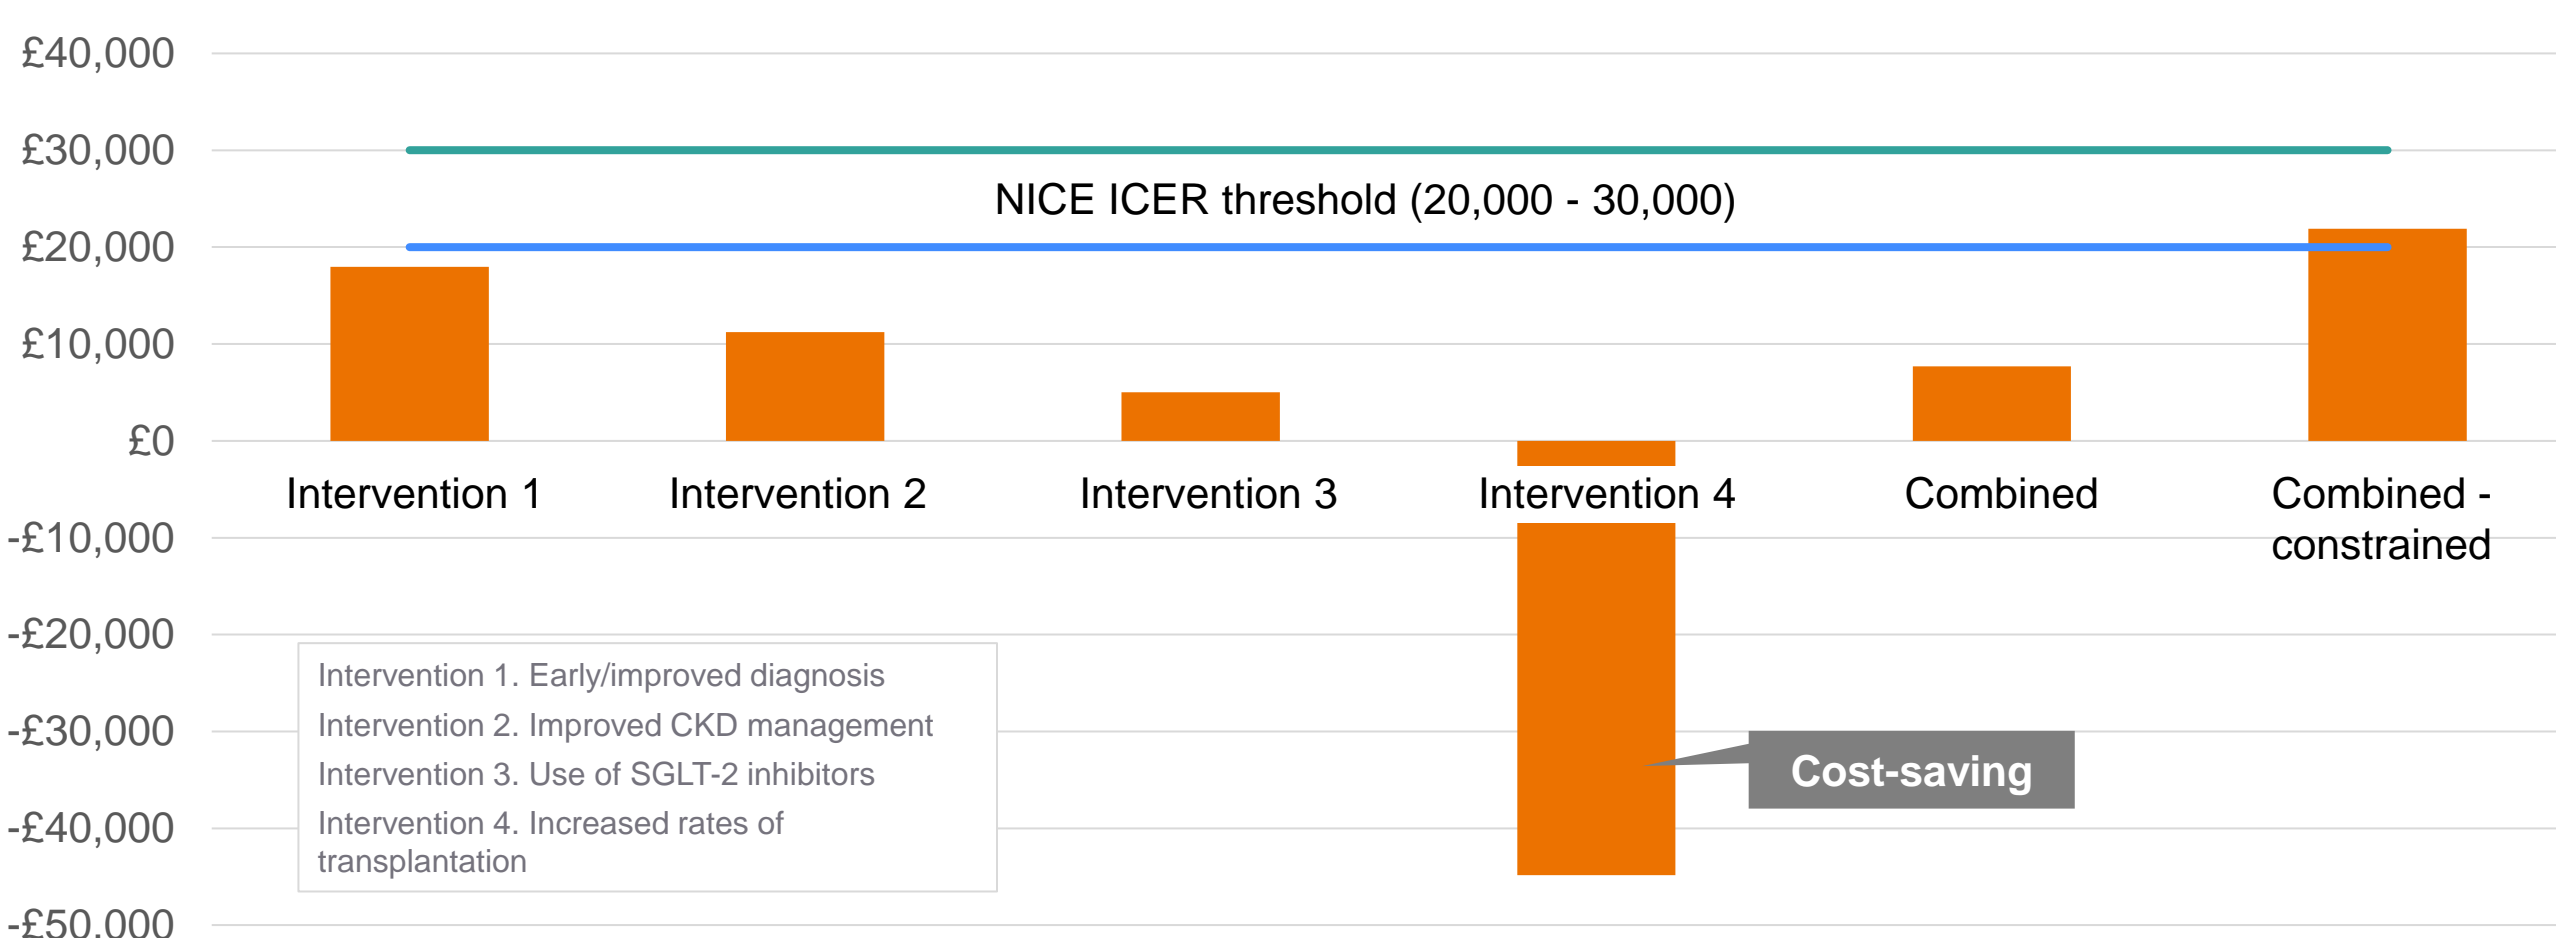 £40,000
£30,000
NICE ICER threshold (20,000 - 30,000)
£20,000
£10,000
£0
Intervention 1
Intervention 2
Intervention 3
Intervention 4
Combined
Combined -
constrained
-£10,000
-£20,000
Intervention 1. Early/improved diagnosis
Intervention 2. Improved CKD management
-£30,000
Intervention 3. Use of SGLT-2 inhibitors
Cost-saving
-£40,000
Intervention 4. Increased rates of
transplantation
-£50,000